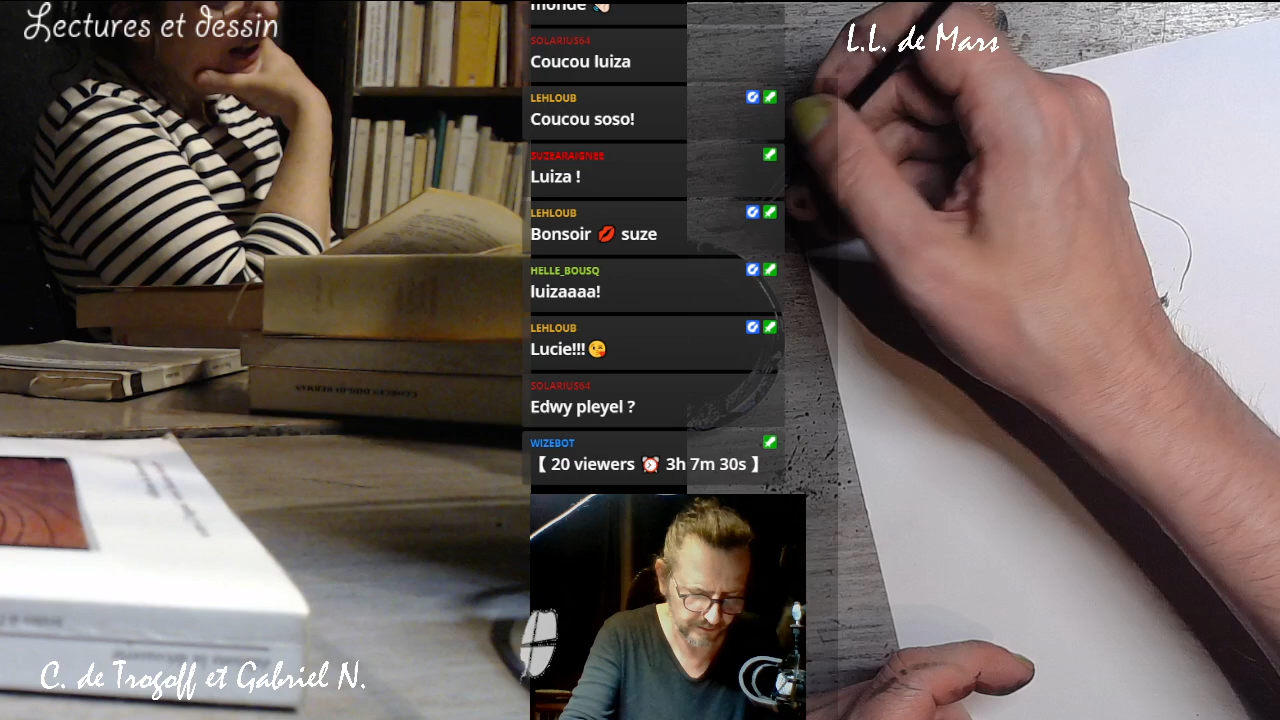 Lectures et dessin
C. de Trogoff et Gabriel N.
monde
SOLARIUS64
Coucou luiza
LEHLOUB
Coucou soso!
SUZEARAIGNEE
Luiza !
LEHLOUB
Bonsoir 💋 suze
HELLE_BOUSQ
luizaaaa!
LEHLOUB
Lucie!!!😘
SOLARIUS64
Edwy pleyel ?
WIZEBOT
【 20 viewers ⏰ 3h 7m 30s 】
L.L. de Mars